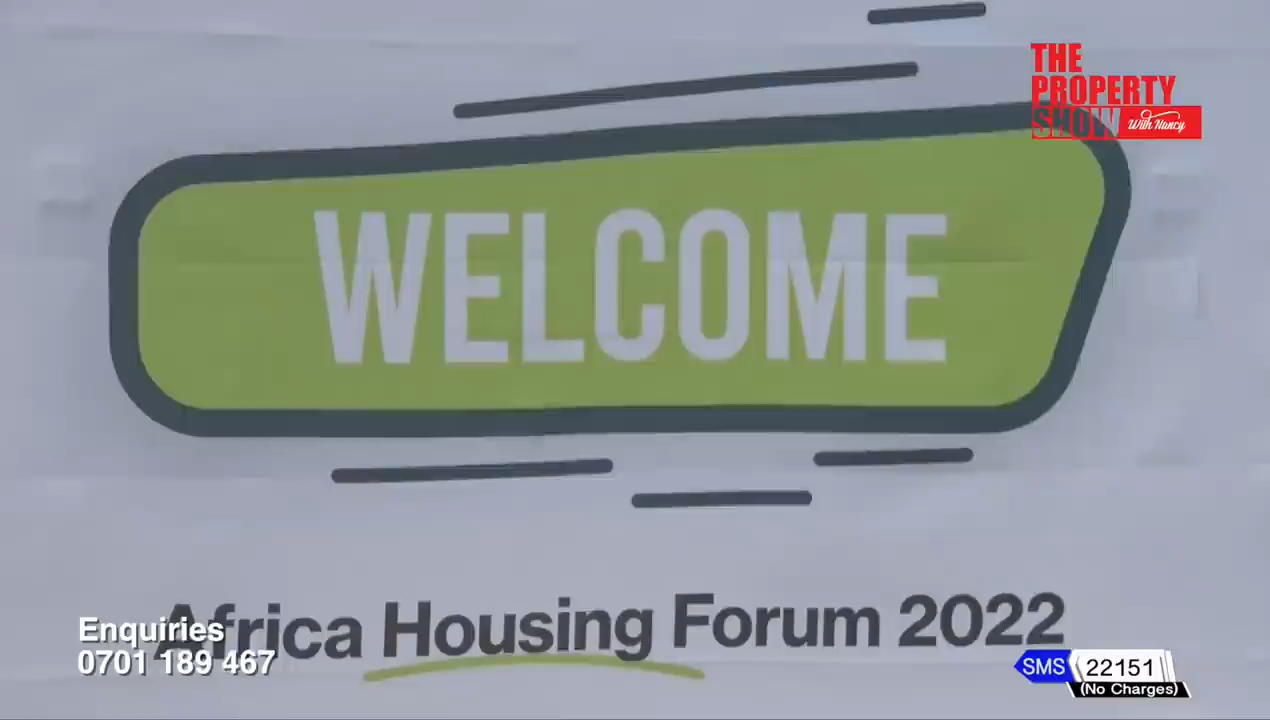 THE
PROPERTY
SHOW With Nancy
WELCOME
Africa Housing Forum 2022
Enquiries
0701 189 467
SMS 22151
(No Charges)